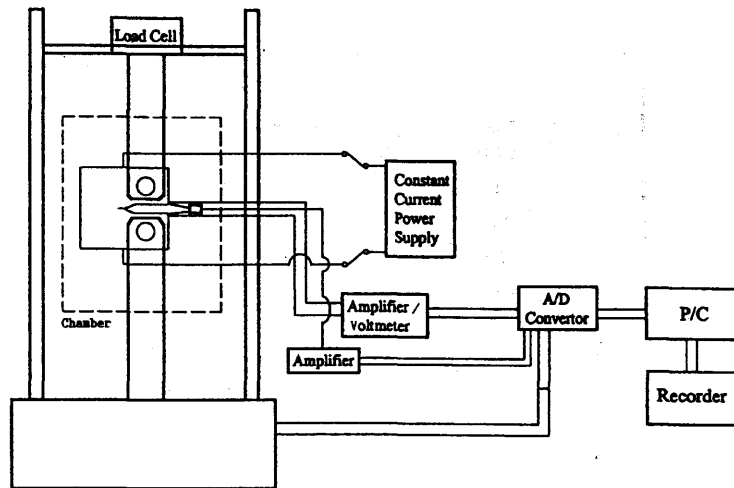 Load Cell
Constant
Current
Power
Supply
Chamber
Amplifier /
Voltmeter
A/D
Convertor
P/C
Amplifier
Recorder